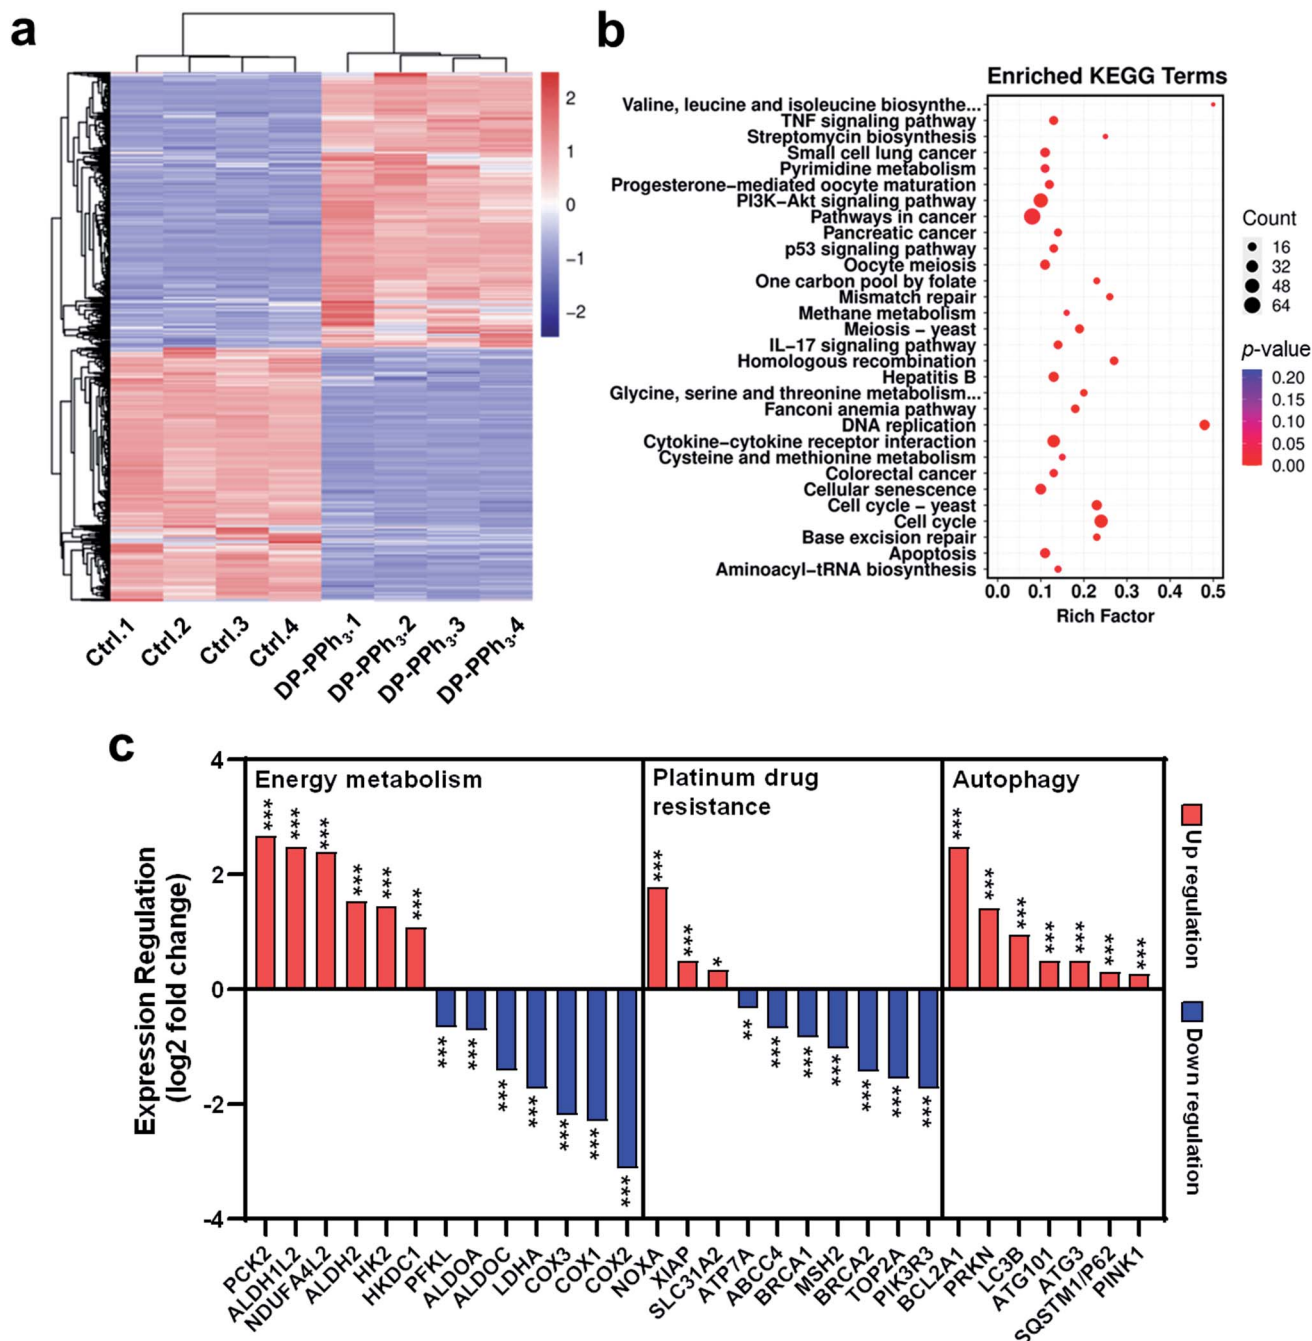 a
2
1
0
−1
−2
Ctrl.1
Ctrl.2
Ctrl.3
Ctrl.4
DP-PPh3.1
DP-PPh3.2
DP-PPh3.3
DP-PPh3.4
b
Enriched KEGG Terms
Valine, leucine and isoleucine biosynthe...
TNF signaling pathway
Streptomycin biosynthesis
Small cell lung cancer
Pyrimidine metabolism
Progesterone−mediated oocyte maturation
PI3K−Akt signaling pathway
Pathways in cancer
Pancreatic cancer
p53 signaling pathway
Oocyte meiosis
One carbon pool by folate
Mismatch repair
Methane metabolism
Meiosis − yeast
IL−17 signaling pathway
Homologous recombination
Hepatitis B
Glycine, serine and threonine metabolism...
Fanconi anemia pathway
DNA replication
Cytokine−cytokine receptor interaction
Cysteine and methionine metabolism
Colorectal cancer
Cellular senescence
Cell cycle − yeast
Cell cycle
Base excision repair
Apoptosis
Aminoacyl−tRNA biosynthesis
0.0 0.1 0.2 0.3 0.4 0.5
Rich Factor
Count
16
32
48
64
p-value
0.20
0.15
0.10
0.05
0.00
c
Expression Regulation
(log2 fold change)
4
2
0
-2
-4
Energy metabolism
*** *** *** *** *** ***
*** *** *** *** *** *** ***
Platinum drug
resistance
*** *** *
** *** *** *** *** *** ***
Autophagy
*** *** *** *** *** *** ***
PCK2
ALDH1L2
NDUFA4L2
ALDH2
HK2
HKDC1
PFKL
ALDOA
ALDOC
LDHA
COX3
COX1
COX2
NOXA
XIAP
SLC31A2
ATP7A
ABCC4
BRCA1
MSH2
BRCA2
TOP2A
PIK3R3
BCL2A1
PRKN
LC3B
ATG101
ATG3
SQSTM1/P62
PINK1
Up regulation
Down regulation